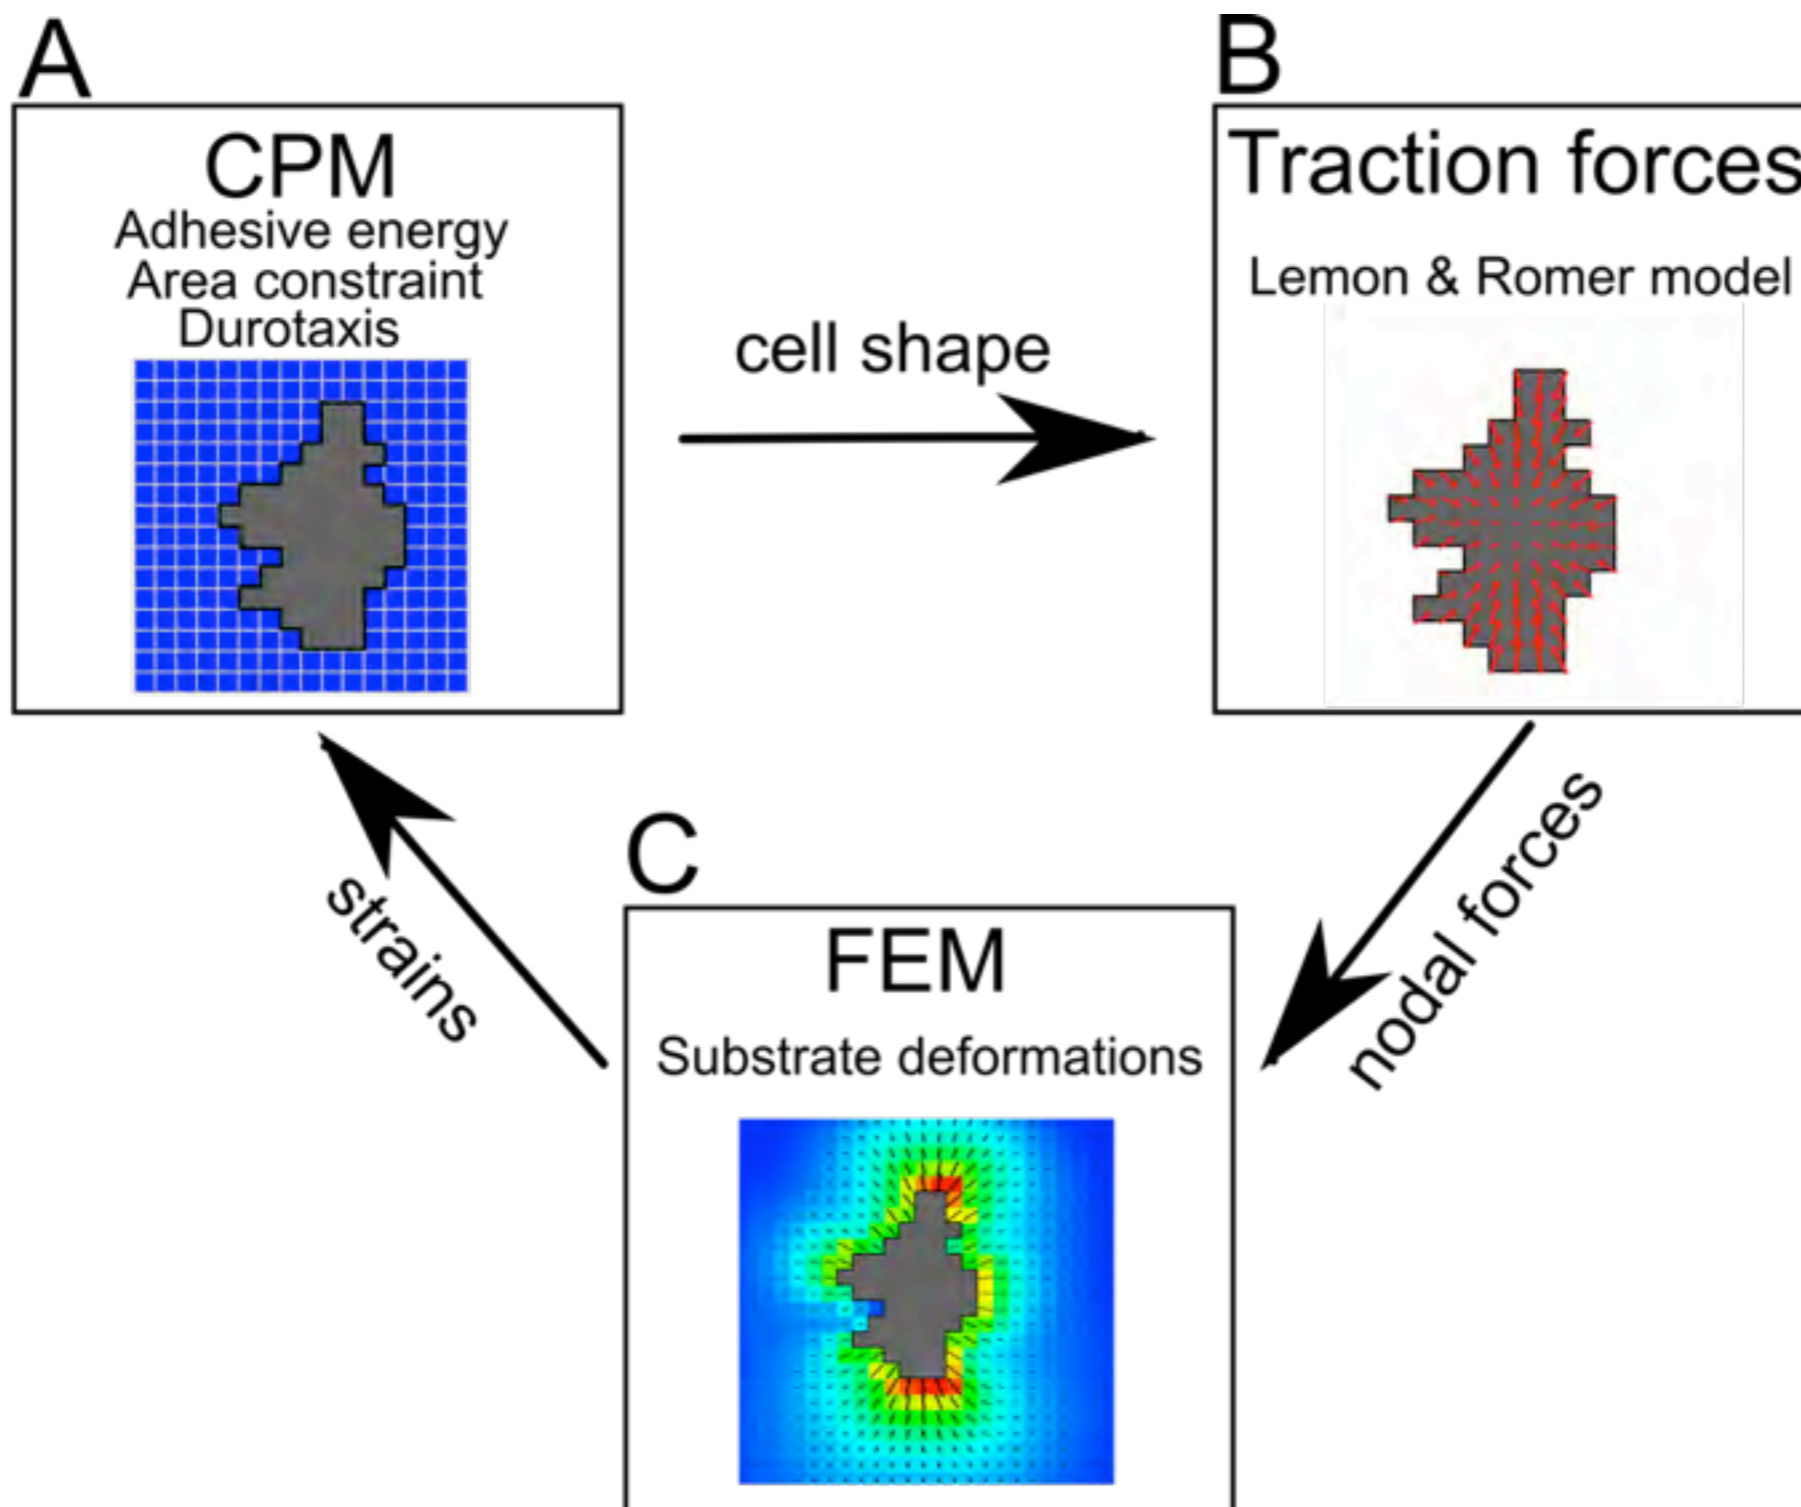 A
CPM
Adhesive energy
Area constraint
Durotaxis
cell shape
B
Traction forces
Lemon & Romer model
strains
nodal forces
C
FEM
Substrate deformations